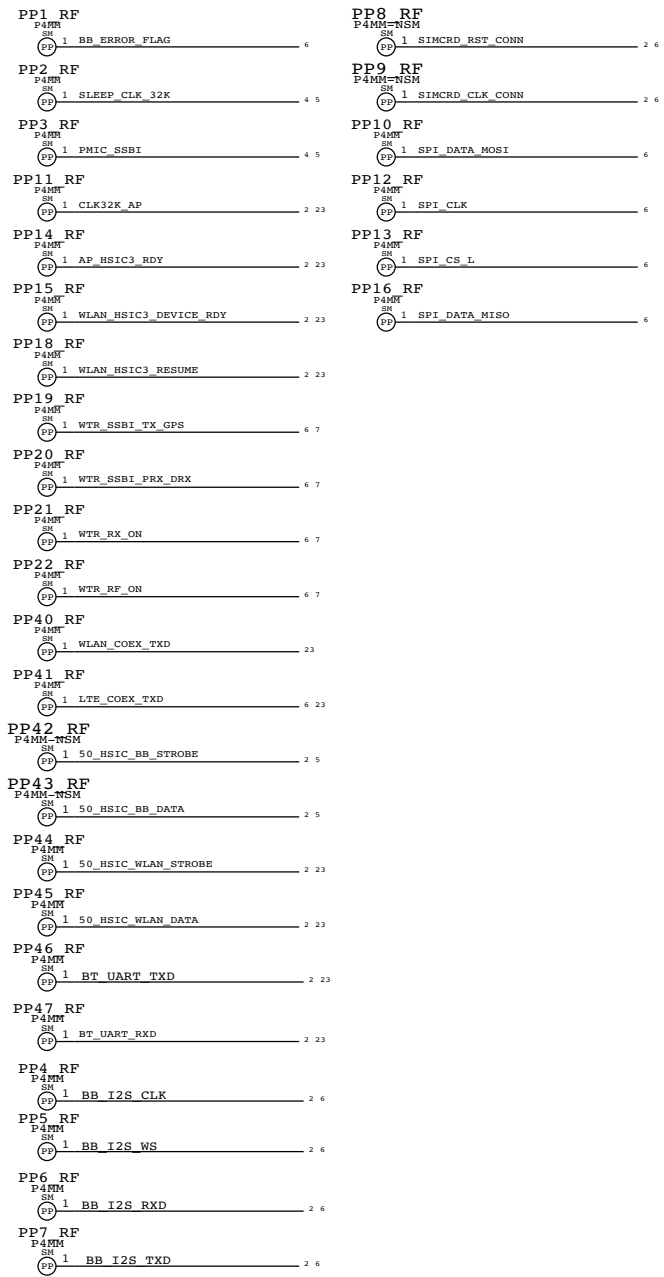 PP1_RF
P4MM
SM
PP 1 BB_ERROR_FLAG 6
PP2_RF
P4MM
SM
PP 1 SLEEP_CLK_32K 4 5
PP3_RF
P4MM
SM
PP 1 PMIC_SSBI 4 5
PP11_RF
P4MM
SM
PP 1 CLK32K_AP 2 23
PP14_RF
P4MM
SM
PP 1 AP_HSIC3_RDY 2 23
PP15_RF
P4MM
SM
PP 1 WLAN_HSIC3_DEVICE_RDY 2 23
PP18_RF
P4MM
SM
PP 1 WLAN_HSIC3_RESUME 2 23
PP19_RF
P4MM
SM
PP 1 WTR_SSBI_TX_GPS 6 7
PP20_RF
P4MM
SM
PP 1 WTR_SSBI_PRX_DRX 6 7
PP21_RF
P4MM
SM
PP 1 WTR_RX_ON 6 7
PP22_RF
P4MM
SM
PP 1 WTR_RF_ON 6 7
PP40_RF
P4MM
SM
PP 1 WLAN_COEX_TXD 23
PP41_RF
P4MM
SM
PP 1 LTE_COEX_TXD 6 23
PP42_RF
P4MM-NSM
SM
PP 1 50_HSIC_BB_STROBE 2 5
PP43_RF
P4MM-NSM
SM
PP 1 50_HSIC_BB_DATA 2 5
PP44_RF
P4MM
SM
PP 1 50_HSIC_WLAN_STROBE 2 23
PP45_RF
P4MM
SM
PP 1 50_HSIC_WLAN_DATA 2 23
PP46_RF
P4MM
SM
PP 1 BT_UART_TXD 2 23
PP47_RF
P4MM
SM
PP 1 BT_UART_RXD 2 23
PP4_RF
P4MM
SM
PP 1 BB_I2S_CLK 2 6
PP5_RF
P4MM
SM
PP 1 BB_I2S_WS 2 6
PP6_RF
P4MM
SM
PP 1 BB_I2S_RXD 2 6
PP7_RF
P4MM
SM
PP 1 BB_I2S_TXD 2 6
PP8_RF
P4MM-NSM
SM
PP 1 SIMCRD_RST_CONN 2 6
PP9_RF
P4MM-NSM
SM
PP 1 SIMCRD_CLK_CONN 2 6
PP10_RF
P4MM
SM
PP 1 SPI_DATA_MOSI 6
PP12_RF
P4MM
SM
PP 1 SPI_CLK 6
PP13_RF
P4MM
SM
PP 1 SPI_CS_L 6
PP16_RF
P4MM
SM
PP 1 SPI_DATA_MISO 6